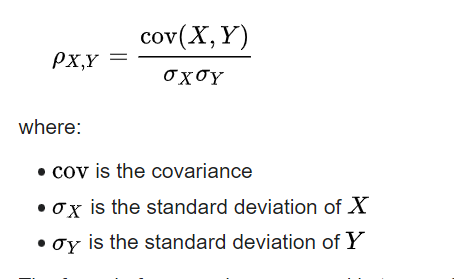 ρX,Y = cov(X, Y)
σXσY
where:
• cov is the covariance
• σX is the standard deviation of X
• σY is the standard deviation of Y